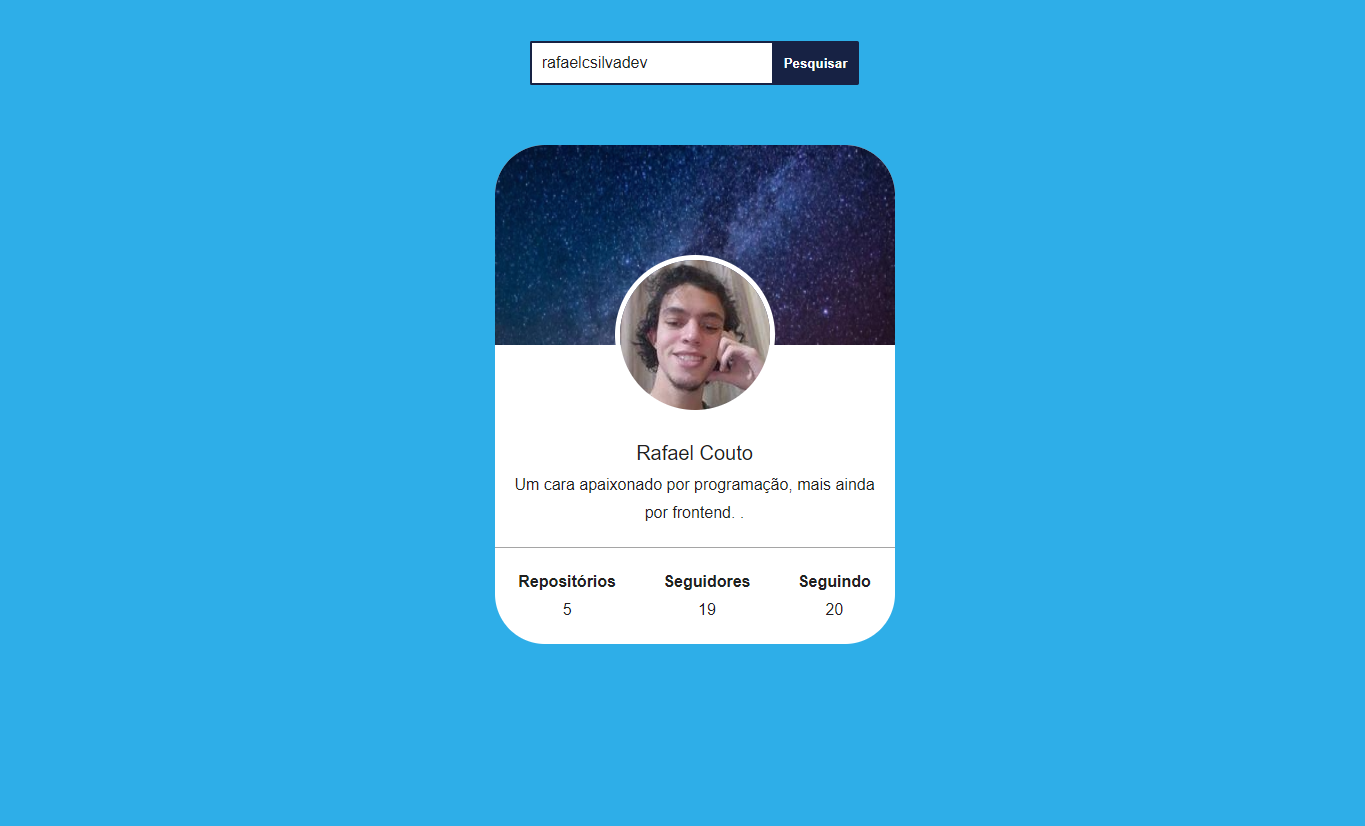 rafaelcsilvadev
Pesquisar
Rafael Couto
Um cara apaixonado por programação, mais ainda
por frontend. .
Repositórios Seguidores Seguindo
5 19 20